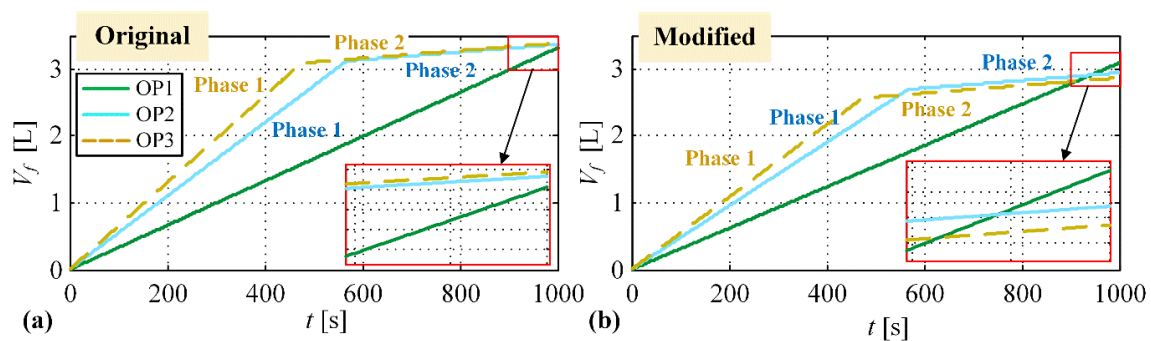 Original
3
2
1
0
V_f [L]
OP1
OP2
OP3
Phase 1
Phase 2
Phase 2
Phase 1
0 200 400 600 800 1000
(a) t [s]
Modified
3
2
1
0
V_f [L]
Phase 2
Phase 1
Phase 2
Phase 1
0 200 400 600 800 1000
(b) t [s]